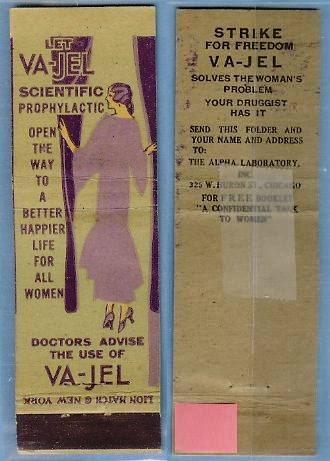 LET
VA-JEL
SCIENTIFIC
PROPHYLACTIC
OPEN
THE
WAY
TO
A
BETTER
HAPPIER
LIFE
FOR
ALL
WOMEN
DOCTORS ADVISE
THE USE OF
VA-JEL
LION MATCH © NEW YORK
STRIKE
FOR FREEDOM
VA-JEL
SOLVES THE WOMAN'S
PROBLEM
YOUR DRUGGIST
HAS IT
SEND THIS FOLDER AND
YOUR NAME AND ADDRESS
TO:
THE ALPHA LABORATORY,
INC.
325 W. HURON ST., CHICAGO
FOR FREE BOOKLET
"A CONFIDENTIAL TALK
TO WOMEN"